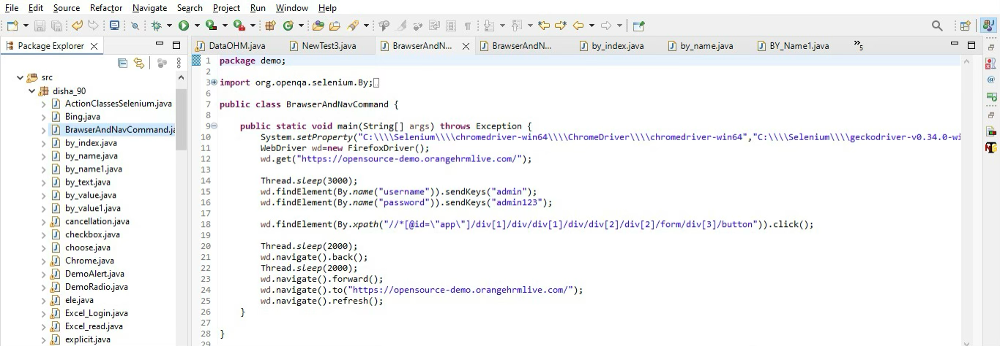 File Edit Source Refactor Navigate Search Project Run Window Help
Package Explorer
src
disha_90
ActionClassesSelenium.java
Bing.java
BrawserAndNavCommand.ja
by_index.java
by_name.java
by_name1.java
by_text.java
by_value.java
by_value1.java
cancellation.java
checkbox.java
choose.java
Chrome.java
DemoAlert.java
DemoRadio.java
ele.java
Excel_Login.java
Excel_read.java
explicit.java
DataOHM.java NewTest3.java BrawserAndN... BrawserAndN... by_index.java by_name.java BY_Name1.java »5
1 package demo;
2
3 import org.openqa.selenium.By;
6
7 public class BrawserAndNavCommand {
8
9 public static void main(String[] args) throws Exception {
10 System.setProperty("C:\\\\Selenium\\\\chromedriver-win64\\\\ChromeDriver\\\\chromedriver-win64","C:\\\\Selenium\\\\geckodriver-v0.34.0-wi
11 WebDriver wd=new FirefoxDriver();
12 wd.get("https://opensource-demo.orangehrmlive.com/");
13
14 Thread.sleep(3000);
15 wd.findElement(By.name("username")).sendKeys("admin");
16 wd.findElement(By.name("password")).sendKeys("admin123");
17
18 wd.findElement(By.xpath("//*[@id=\"app\"]/div[1]/div/div[1]/div/div[2]/div[2]/form/div[3]/button")).click();
19
20 Thread.sleep(2000);
21 wd.navigate().back();
22 Thread.sleep(2000);
23 wd.navigate().forward();
24 wd.navigate().to("https://opensource-demo.orangehrmlive.com/");
25 wd.navigate().refresh();
26 }
27
28 }
29